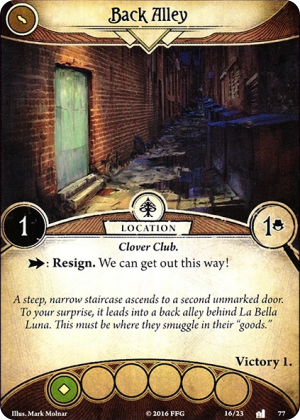 Back Alley
1
1
LOCATION
Clover Club.
: Resign. We can get out this way!
A steep, narrow staircase ascends to a second unmarked door.
To your surprise, it leads into a back alley behind La Bella
Luna. This must be where they smuggle in their “goods.”
Victory 1.
Illus. Mark Molnar
© 2016 FFG
16/23
77